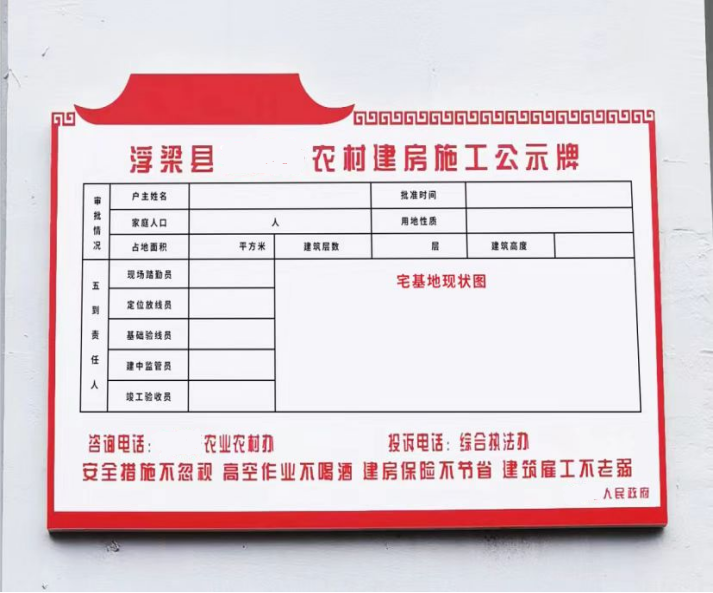 浮梁县 农村建房施工公示牌
审批情况 户主姓名 批准时间
家庭人口 人 用地性质
占地面积 平方米 建筑层数 层 建筑高度
五到责任人 现场踏勤员 宅基地现状图
定位放线员
基础验线员
建中监管员
竣工验收员
咨询电话: 农业农村办 投诉电话: 综合执法办
安全措施不忽视 高空作业不喝酒 建房保险不节省 建筑雇工不老弱
人民政府